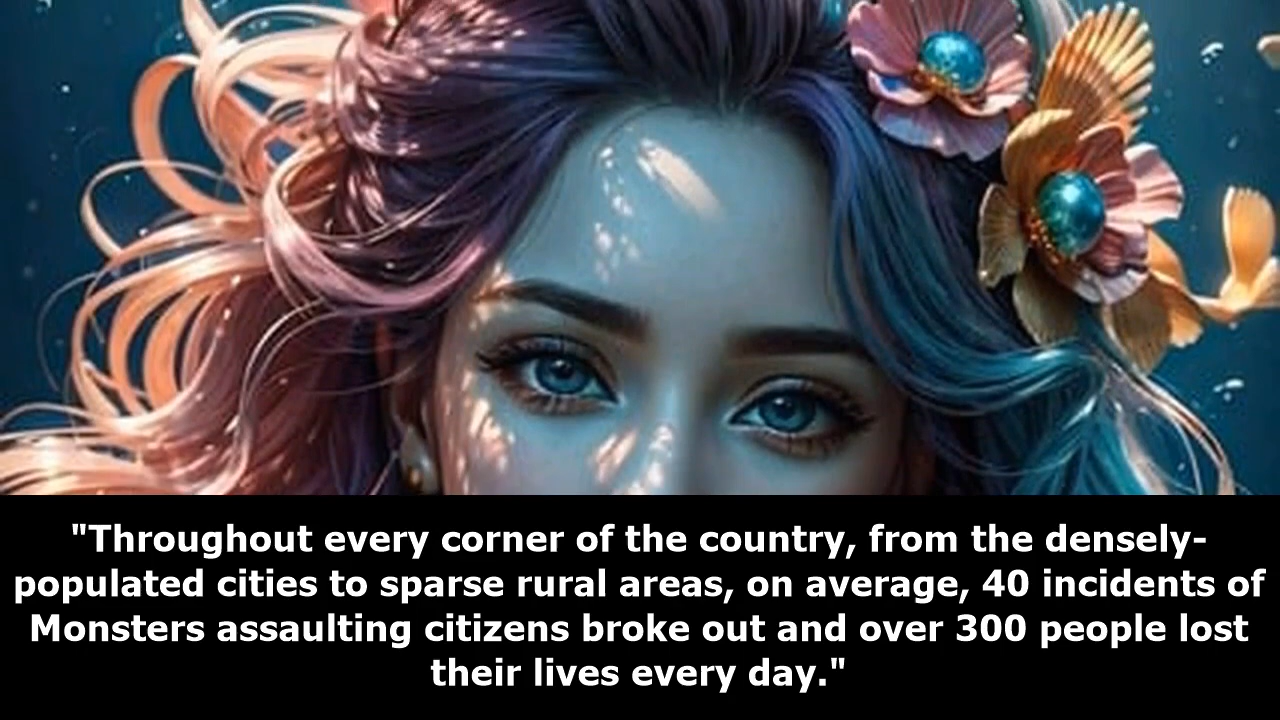 "Throughout every corner of the country, from the densely-
populated cities to sparse rural areas, on average, 40 incidents of
Monsters assaulting citizens broke out and over 300 people lost
their lives every day."